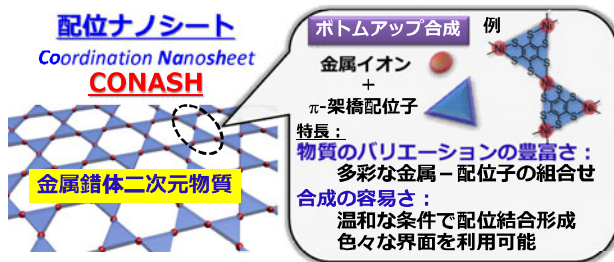 配位ナノシート
Coordination Nanosheet
CONASH
金属錯体二次元物質
ボトムアップ合成
例
金属イオン
+
π-架橋配位子
Ni
Ni
Ni
Ni
S
S
S
S
S
S
特長：
物質のバリエーションの豊富さ：
多彩な金属－配位子の組合せ
合成の容易さ：
温和な条件で配位結合形成
色々な界面を利用可能